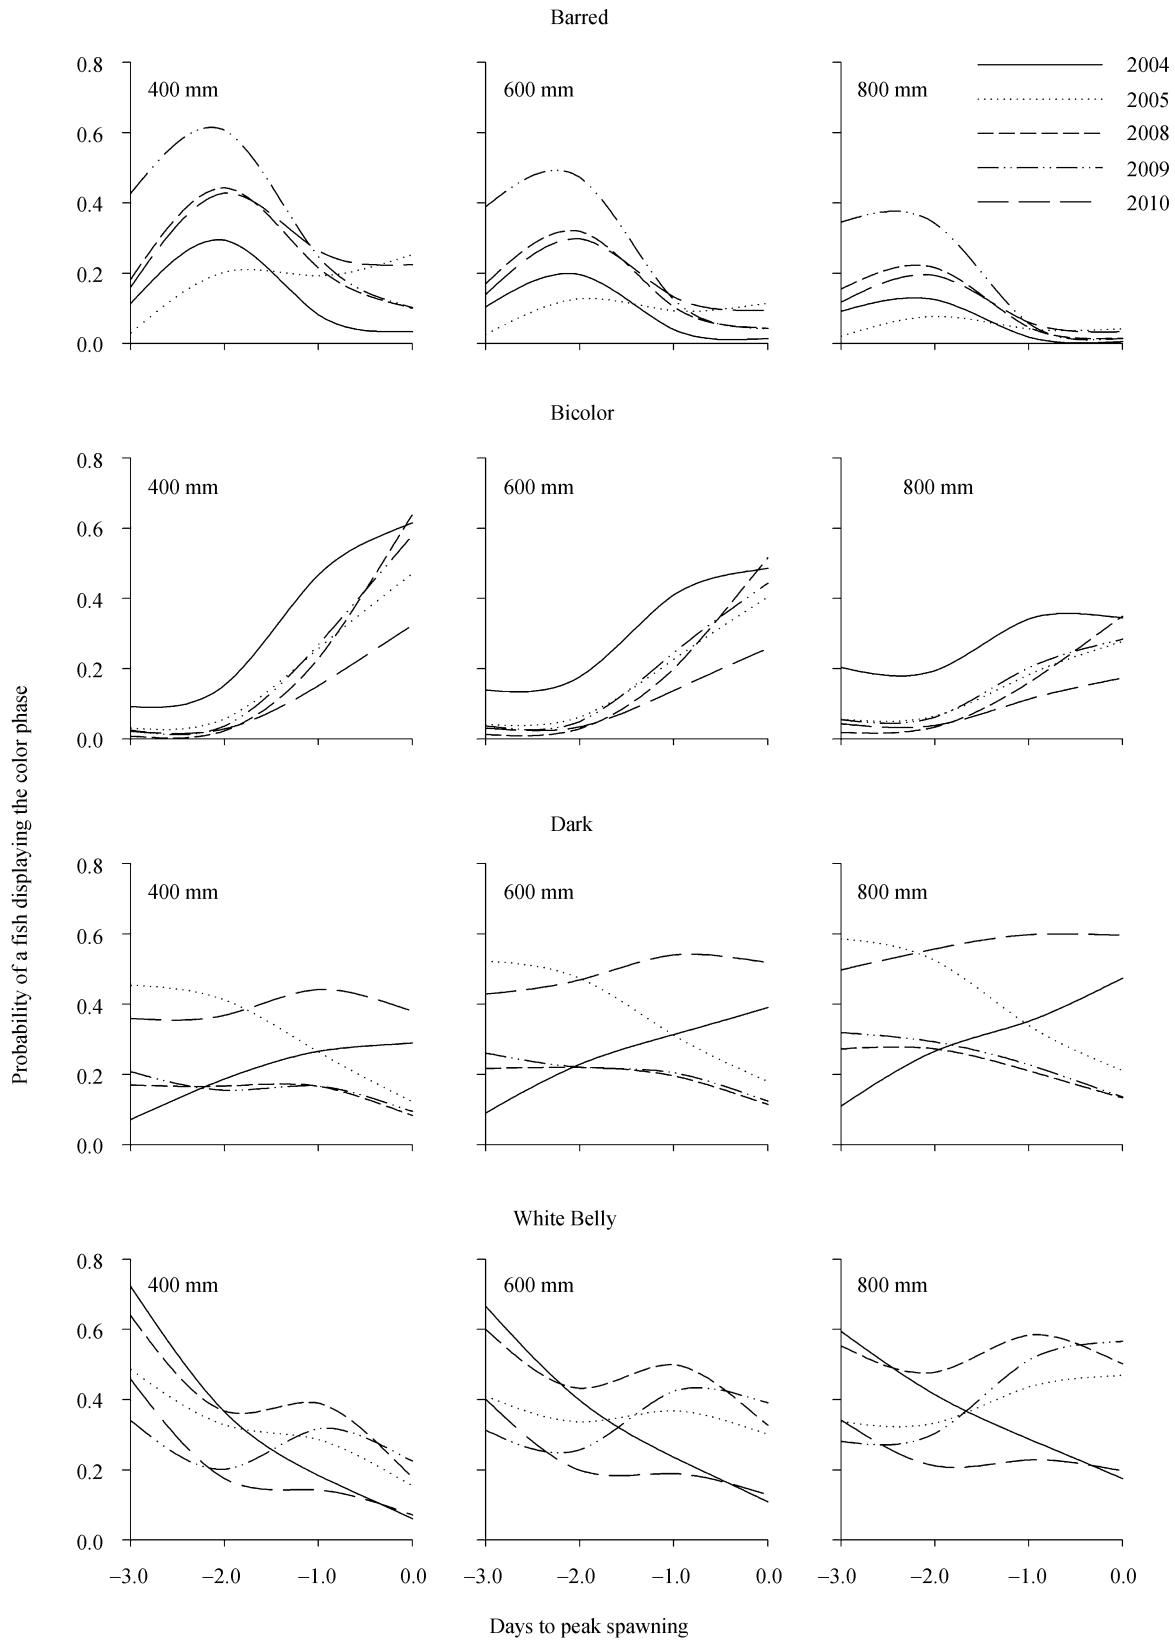 Barred
0.8
0.6
0.4
0.2
0.0
400 mm
600 mm
800 mm
2004
2005
2008
2009
2010
Bicolor
0.8
0.6
0.4
0.2
0.0
400 mm
600 mm
800 mm
Probability of a fish displaying the color phase
Dark
0.8
0.6
0.4
0.2
0.0
400 mm
600 mm
800 mm
White Belly
0.8
0.6
0.4
0.2
0.0
400 mm
600 mm
800 mm
–3.0 –2.0 –1.0 0.0
–3.0 –2.0 –1.0 0.0
–3.0 –2.0 –1.0 0.0
Days to peak spawning